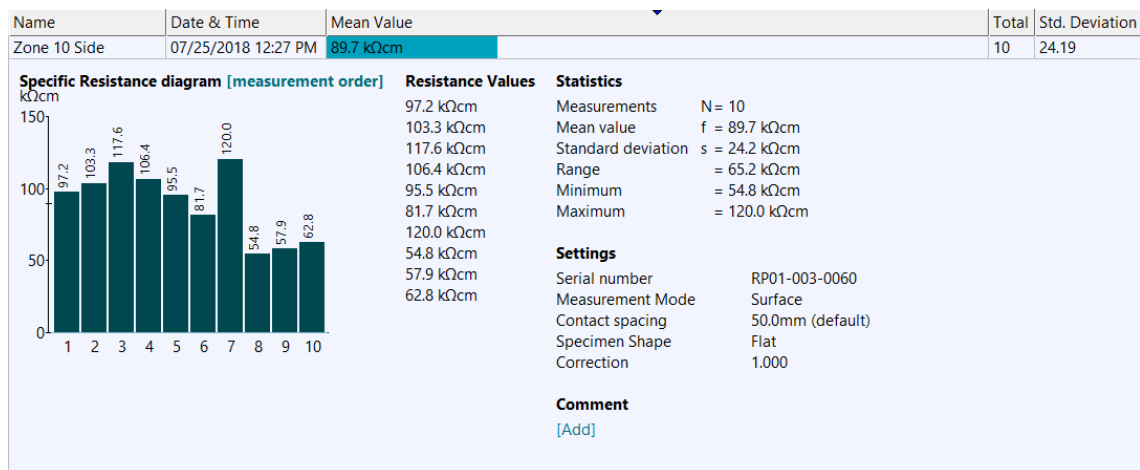 Name Date & Time Mean Value Total Std. Deviation
Zone 10 Side 07/25/2018 12:27 PM 89.7 kΩcm 10 24.19
Specific Resistance diagram [measurement order]
kΩcm
150
100
50
0
97.2
103.3
117.6
106.4
95.5
81.7
120.0
54.8
57.9
62.8
1 2 3 4 5 6 7 8 9 10
Resistance Values
97.2 kΩcm
103.3 kΩcm
117.6 kΩcm
106.4 kΩcm
95.5 kΩcm
81.7 kΩcm
120.0 kΩcm
54.8 kΩcm
57.9 kΩcm
62.8 kΩcm
Statistics
Measurements N = 10
Mean value f = 89.7 kΩcm
Standard deviation s = 24.2 kΩcm
Range = 65.2 kΩcm
Minimum = 54.8 kΩcm
Maximum = 120.0 kΩcm
Settings
Serial number RP01-003-0060
Measurement Mode Surface
Contact spacing 50.0mm (default)
Specimen Shape Flat
Correction 1.000
Comment
[Add]